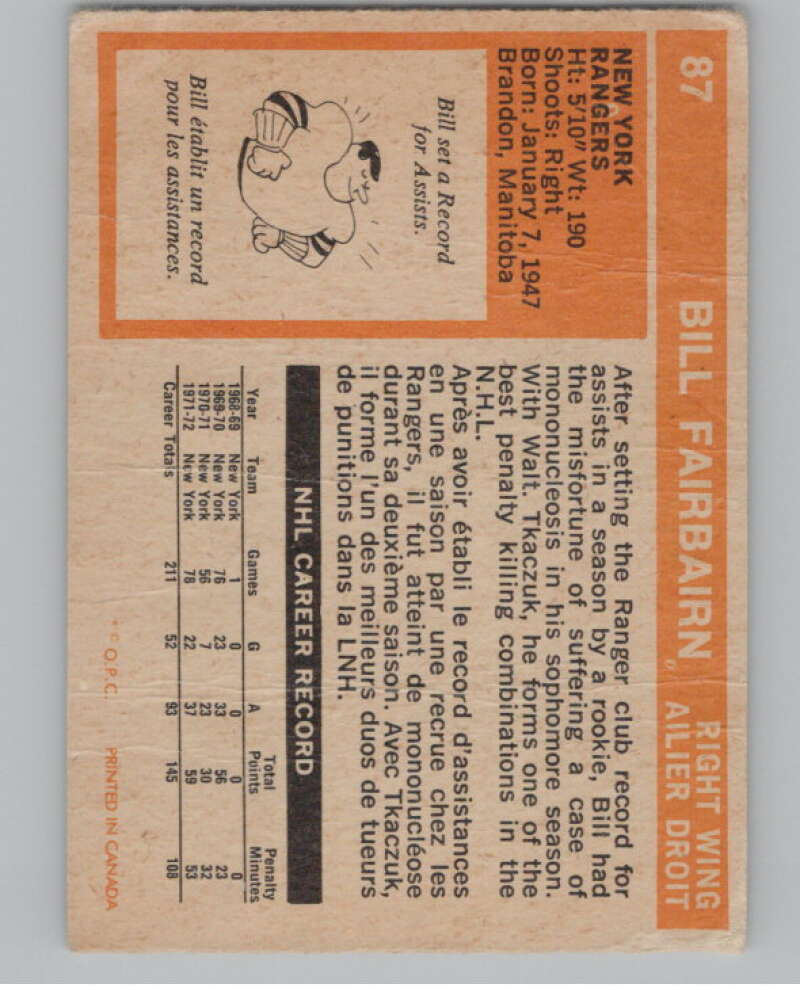 87 BILL FAIRBAIRN RIGHT WING
AILIER DROIT
NEW YORK
RANGERS
Ht: 5'10" Wt: 190
Shoots: Right
Born: January 7, 1947
Brandon, Manitoba
Bill set a Record
for Assists.
Bill établit un record
pour les assistances.
After setting the Ranger club record for
assists in a season by a rookie, Bill had
the misfortune of suffering a case of
mononucleosis in his sophomore season.
With Walt. Tkaczuk, he forms one of the
best penalty killing combinations in the
N.H.L.
Après avoir établi le record d'assistances
en une saison par une recrue chez les
Rangers, il fut atteint de mononucléose
durant sa deuxième saison. Avec Tkaczuk,
il forme l'un des meilleurs duos de tueurs
de punitions dans la LNH.
NHL CAREER RECORD
Year Team Games G A Total Points Penalty Minutes
1968-69 New York 1 0 0 0 0
1969-70 New York 76 23 33 56 23
1970-71 New York 56 7 23 30 32
1971-72 New York 78 22 37 59 53
Career Totals 211 52 93 145 108
* © O.P.C. PRINTED IN CANADA